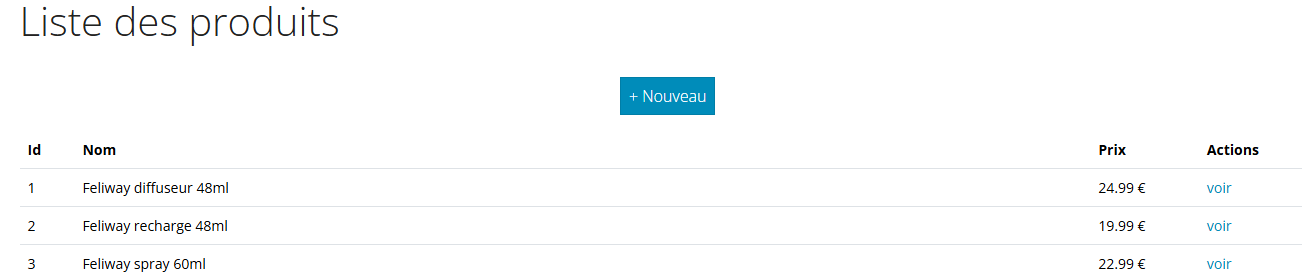 Liste des produits
+ Nouveau
Id Nom Prix Actions
1 Feliway diffuseur 48ml 24.99 € voir
2 Feliway recharge 48ml 19.99 € voir
3 Feliway spray 60ml 22.99 € voir